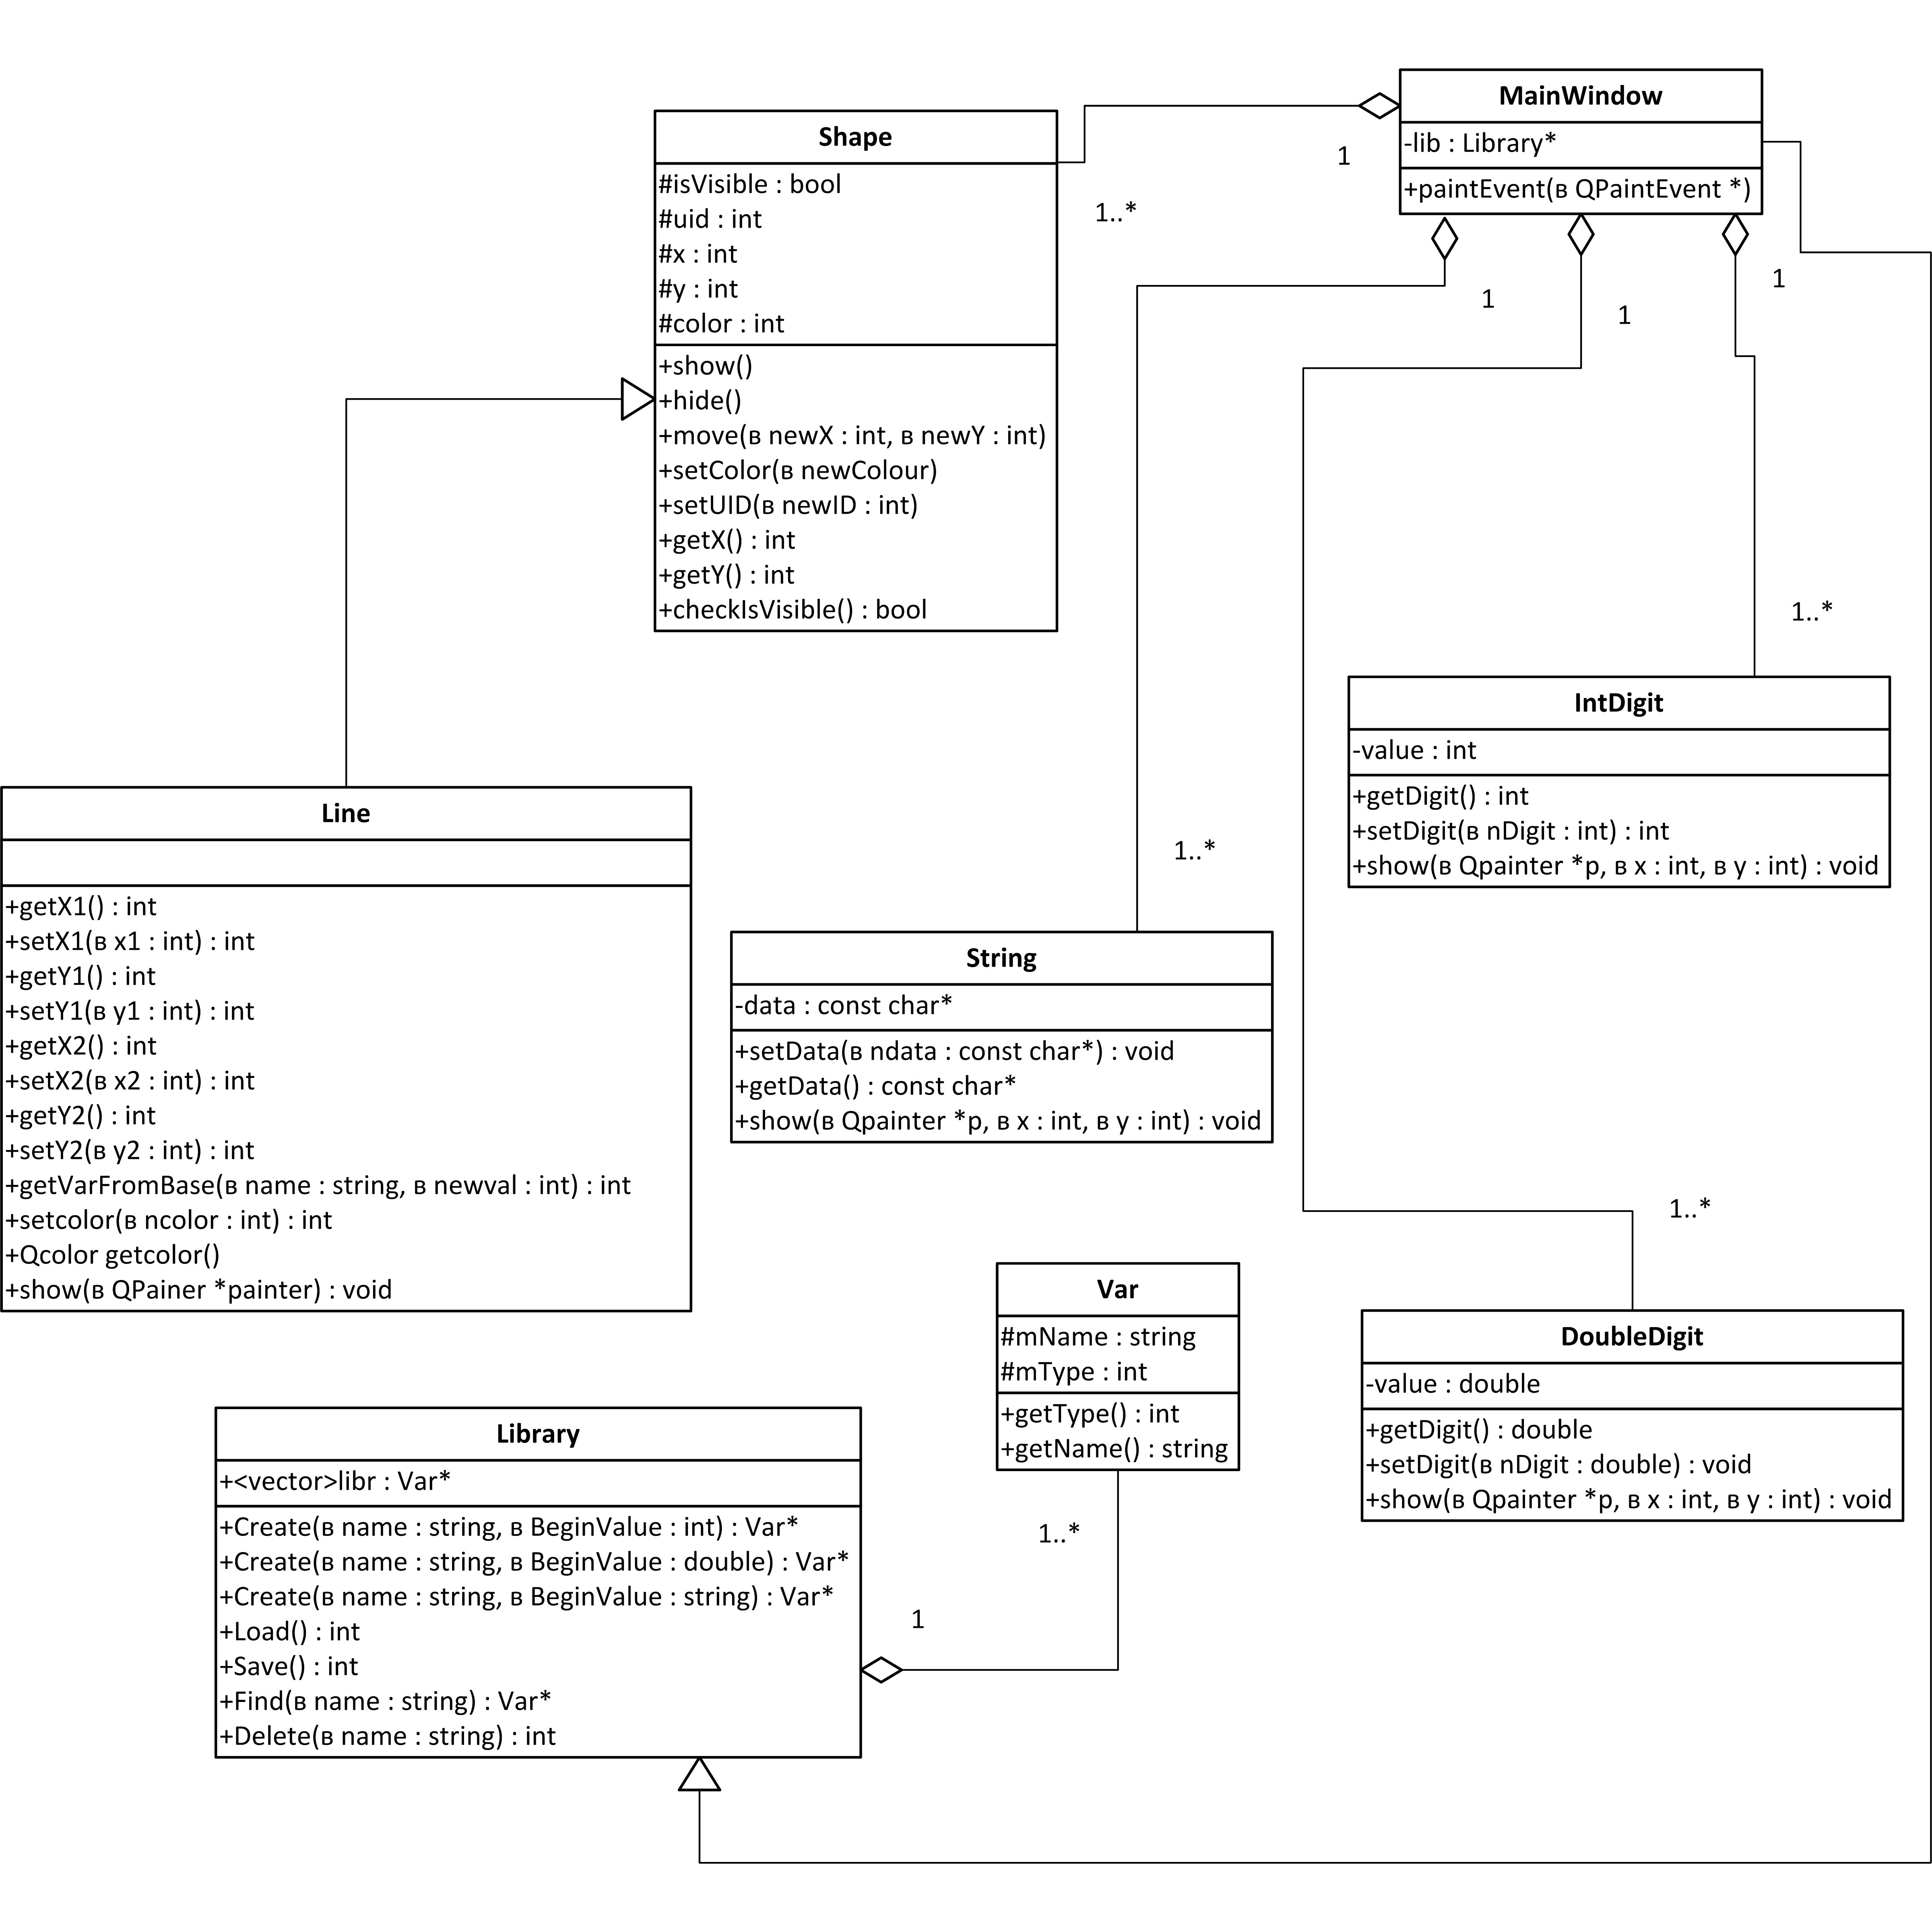 MainWindow
-lib : Library*
+paintEvent(в QPaintEvent *)
Shape
#isVisible : bool
#uid : int
#x : int
#y : int
#color : int
+show()
+hide()
+move(в newX : int, в newY : int)
+setColor(в newColour)
+setUID(в newID : int)
+getX() : int
+getY() : int
+checkIsVisible() : bool
1
1..*
1
1
1
1..*
IntDigit
-value : int
+getDigit() : int
+setDigit(в nDigit : int) : int
+show(в Qpainter *p, в x : int, в y : int) : void
Line
+getX1() : int
+setX1(в x1 : int) : int
+getY1() : int
+setY1(в y1 : int) : int
+getX2() : int
+setX2(в x2 : int) : int
+getY2() : int
+setY2(в y2 : int) : int
+getVarFromBase(в name : string, в newval : int) : int
+setcolor(в ncolor : int) : int
+Qcolor getcolor()
+show(в QPainer *painter) : void
1..*
String
-data : const char*
+setData(в ndata : const char*) : void
+getData() : const char*
+show(в Qpainter *p, в x : int, в y : int) : void
1..*
Var
#mName : string
#mType : int
+getType() : int
+getName() : string
DoubleDigit
-value : double
+getDigit() : double
+setDigit(в nDigit : double) : void
+show(в Qpainter *p, в x : int, в y : int) : void
Library
+<vector>libr : Var*
+Create(в name : string, в BeginValue : int) : Var*
+Create(в name : string, в BeginValue : double) : Var*
+Create(в name : string, в BeginValue : string) : Var*
+Load() : int
+Save() : int
+Find(в name : string) : Var*
+Delete(в name : string) : int
1..*
1